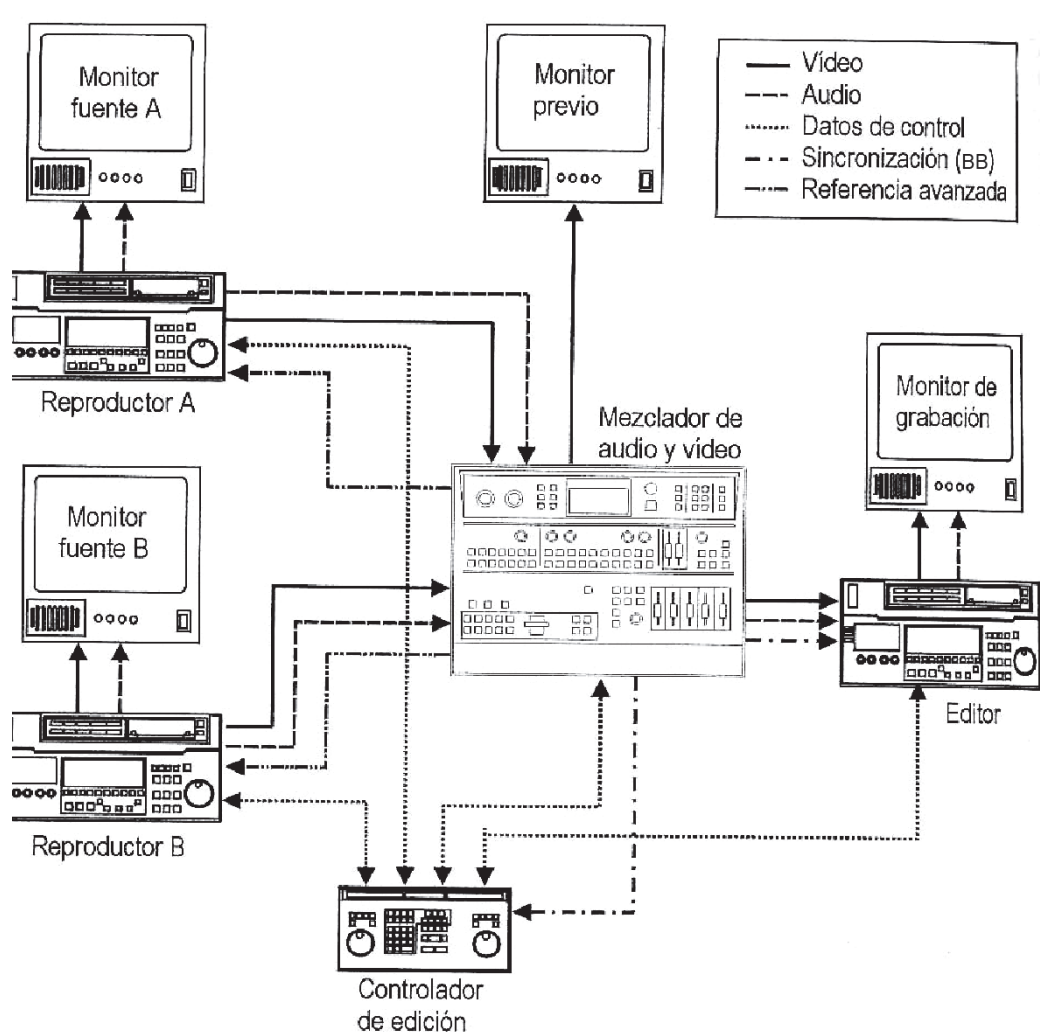 Monitor
fuente A
Monitor
previo
Vídeo
Audio
Datos de control
Sincronización (BB)
Referencia avanzada
Reproductor A
Mezclador de
audio y vídeo
Monitor de
grabación
Monitor
fuente B
Editor
Reproductor B
Controlador
de edición